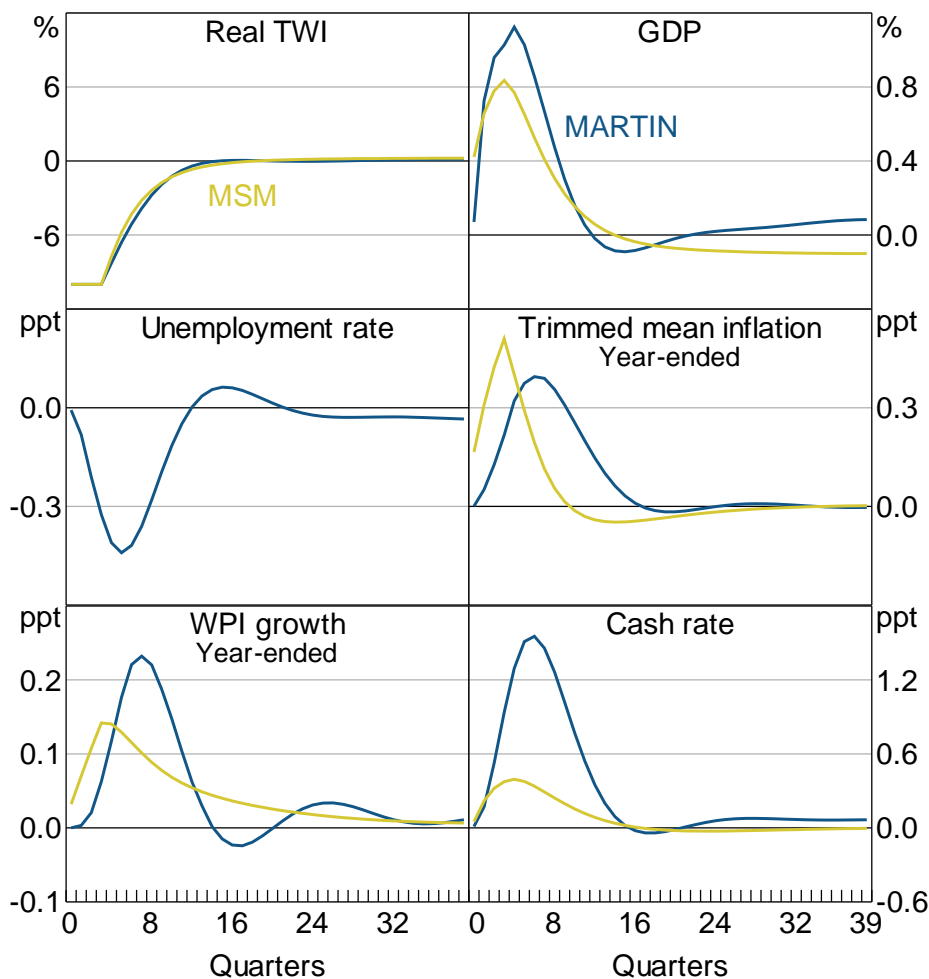 %
Real TWI
GDP
%
6
0.8
MARTIN
0
0.4
MSM
-6
0.0
ppt
Unemployment rate
Trimmed mean inflation
Year-ended
ppt
0.0
0.3
-0.3
0.0
ppt
WPI growth
Year-ended
Cash rate
ppt
0.2
1.2
0.1
0.6
0.0
0.0
-0.1
-0.6
0 8 16 24 32 0 8 16 24 32 39
Quarters
Quarters